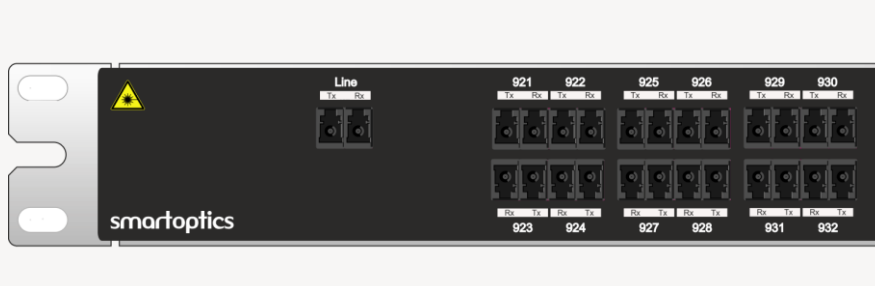 Line 921 922 925 926 929 930
Tx Rx Tx Rx Tx Rx Tx Rx Tx Rx Tx Rx Tx Rx
Rx Tx Rx Tx Rx Tx Rx Tx Rx Tx Rx Tx
smartoptics 923 924 927 928 931 932